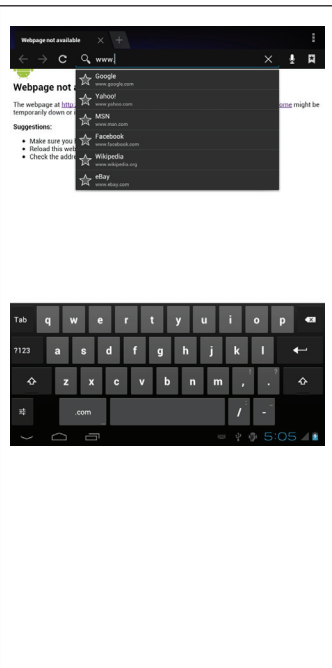 Webpage not available
www.
Google
www.google.com
Yahoo!
www.yahoo.com
MSN
www.msn.com
Facebook
www.facebook.com
Wikipedia
www.wikipedia.org
eBay
www.ebay.com
Webpage not a
The webpage at http: ome might be
temporarily down or i
Suggestions:
Make sure you
Reload this web
Check the addre
Tab q w e r t y u i o p
?123 a s d f g h j k l
z x c v b n m , ! . ?
.com / -
5:05